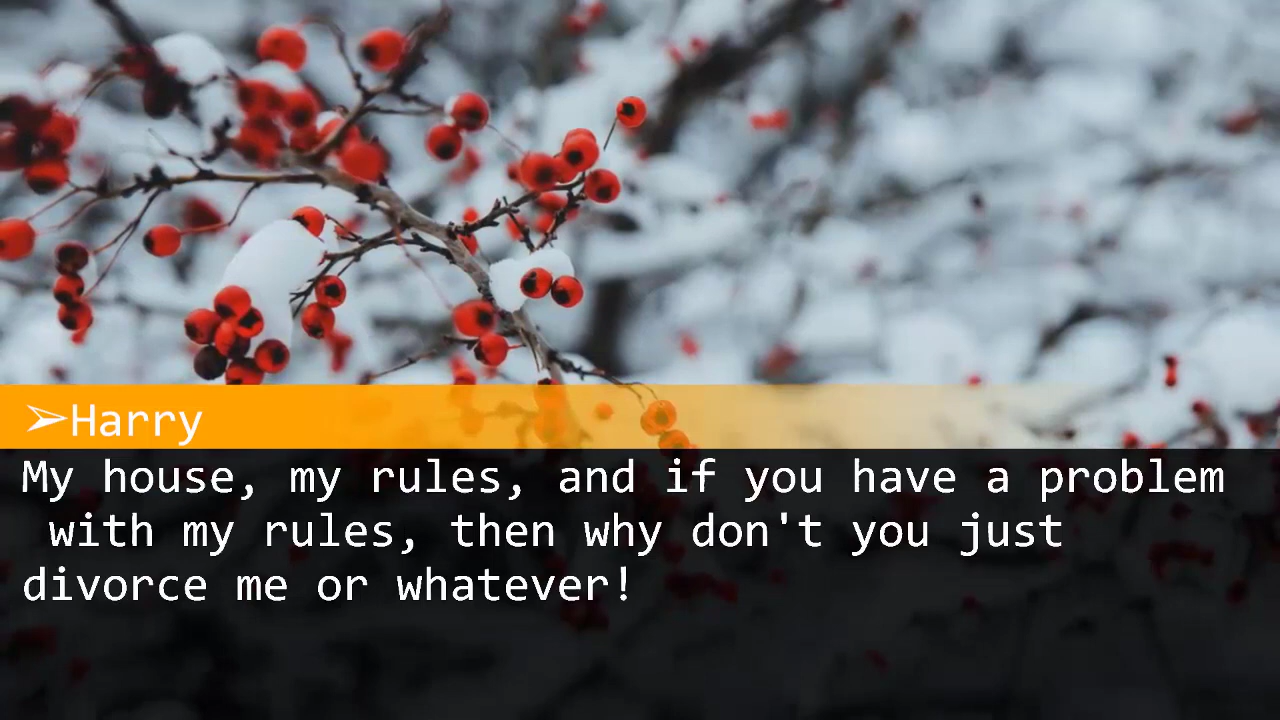 ➢Harry
My house, my rules, and if you have a problem
with my rules, then why don't you just
divorce me or whatever!